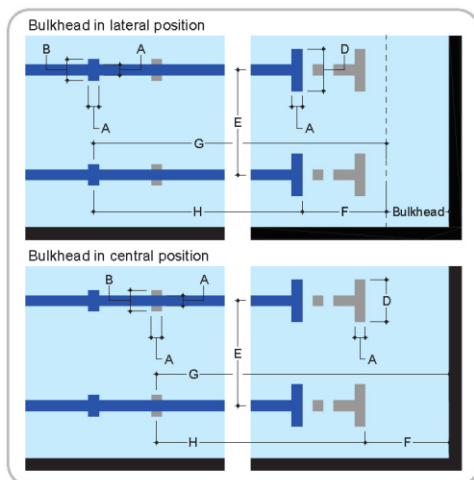 Bulkhead in lateral position
B A D
A A
E
G
H F Bulkhead
Bulkhead in central position
B A
D
A A
E
G
H F